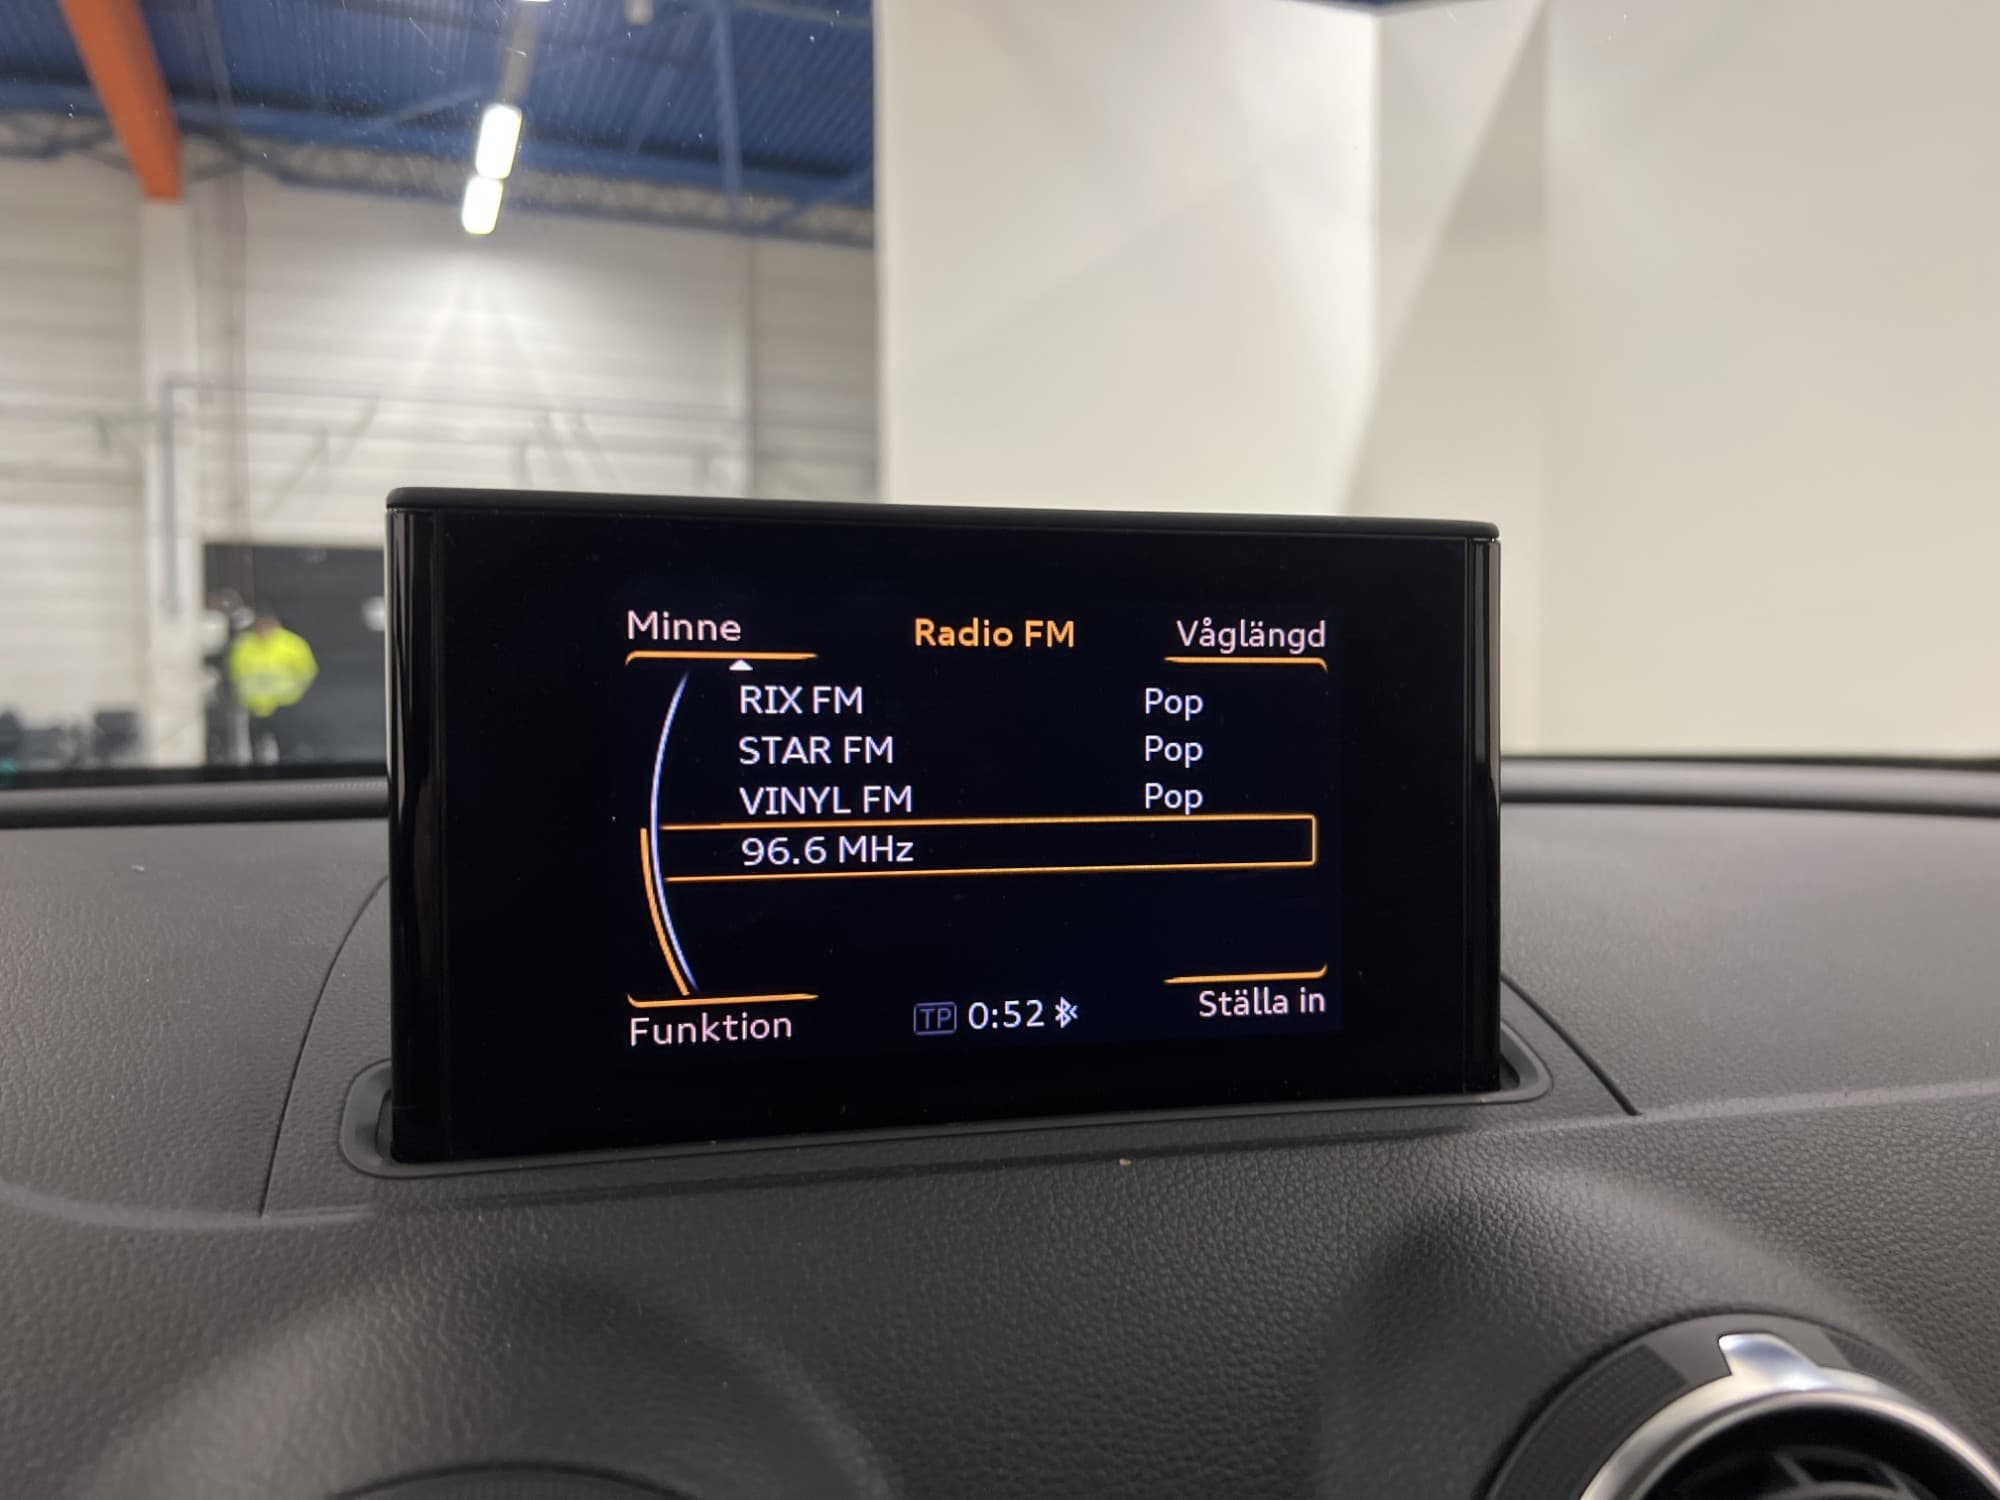 Minne Radio FM Våglängd
RIX FM Pop
STAR FM Pop
VINYL FM Pop
96.6 MHz
Funktion TP 0:52 Ställa in